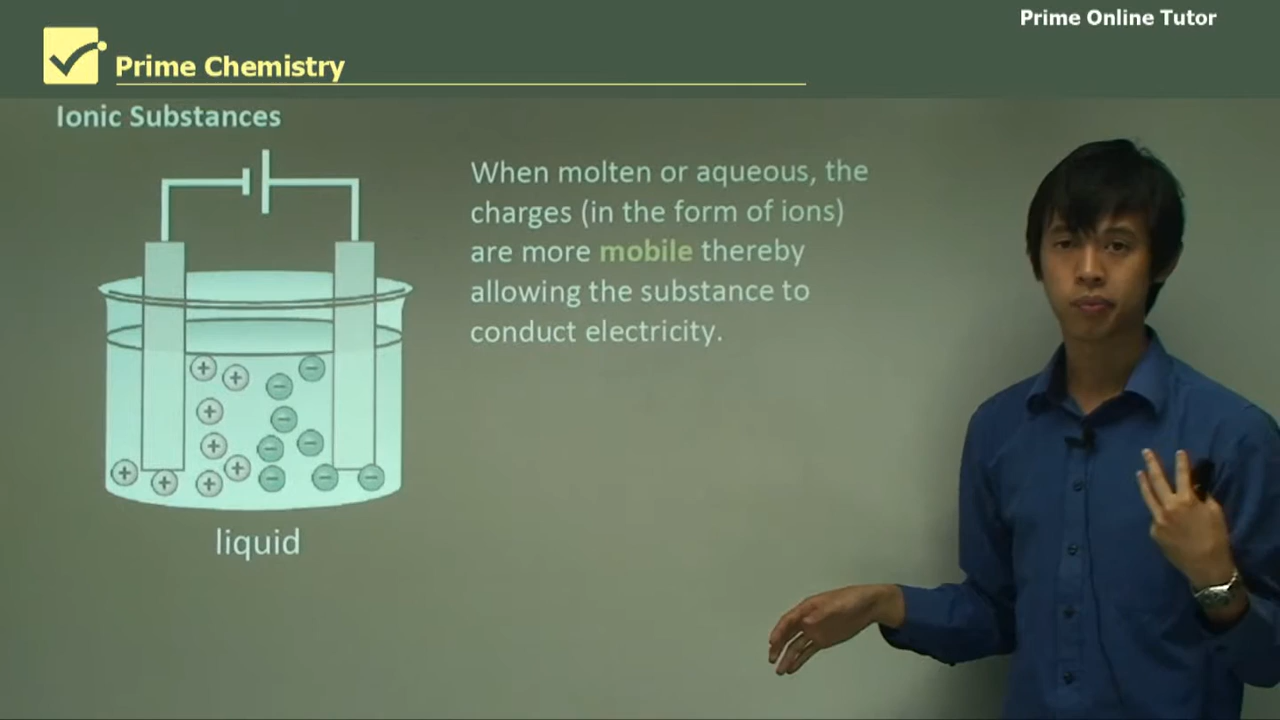 Prime Online Tutor
Prime Chemistry
Ionic Substances
When molten or aqueous, the
charges (in the form of ions)
are more mobile thereby
allowing the substance to
conduct electricity.
liquid